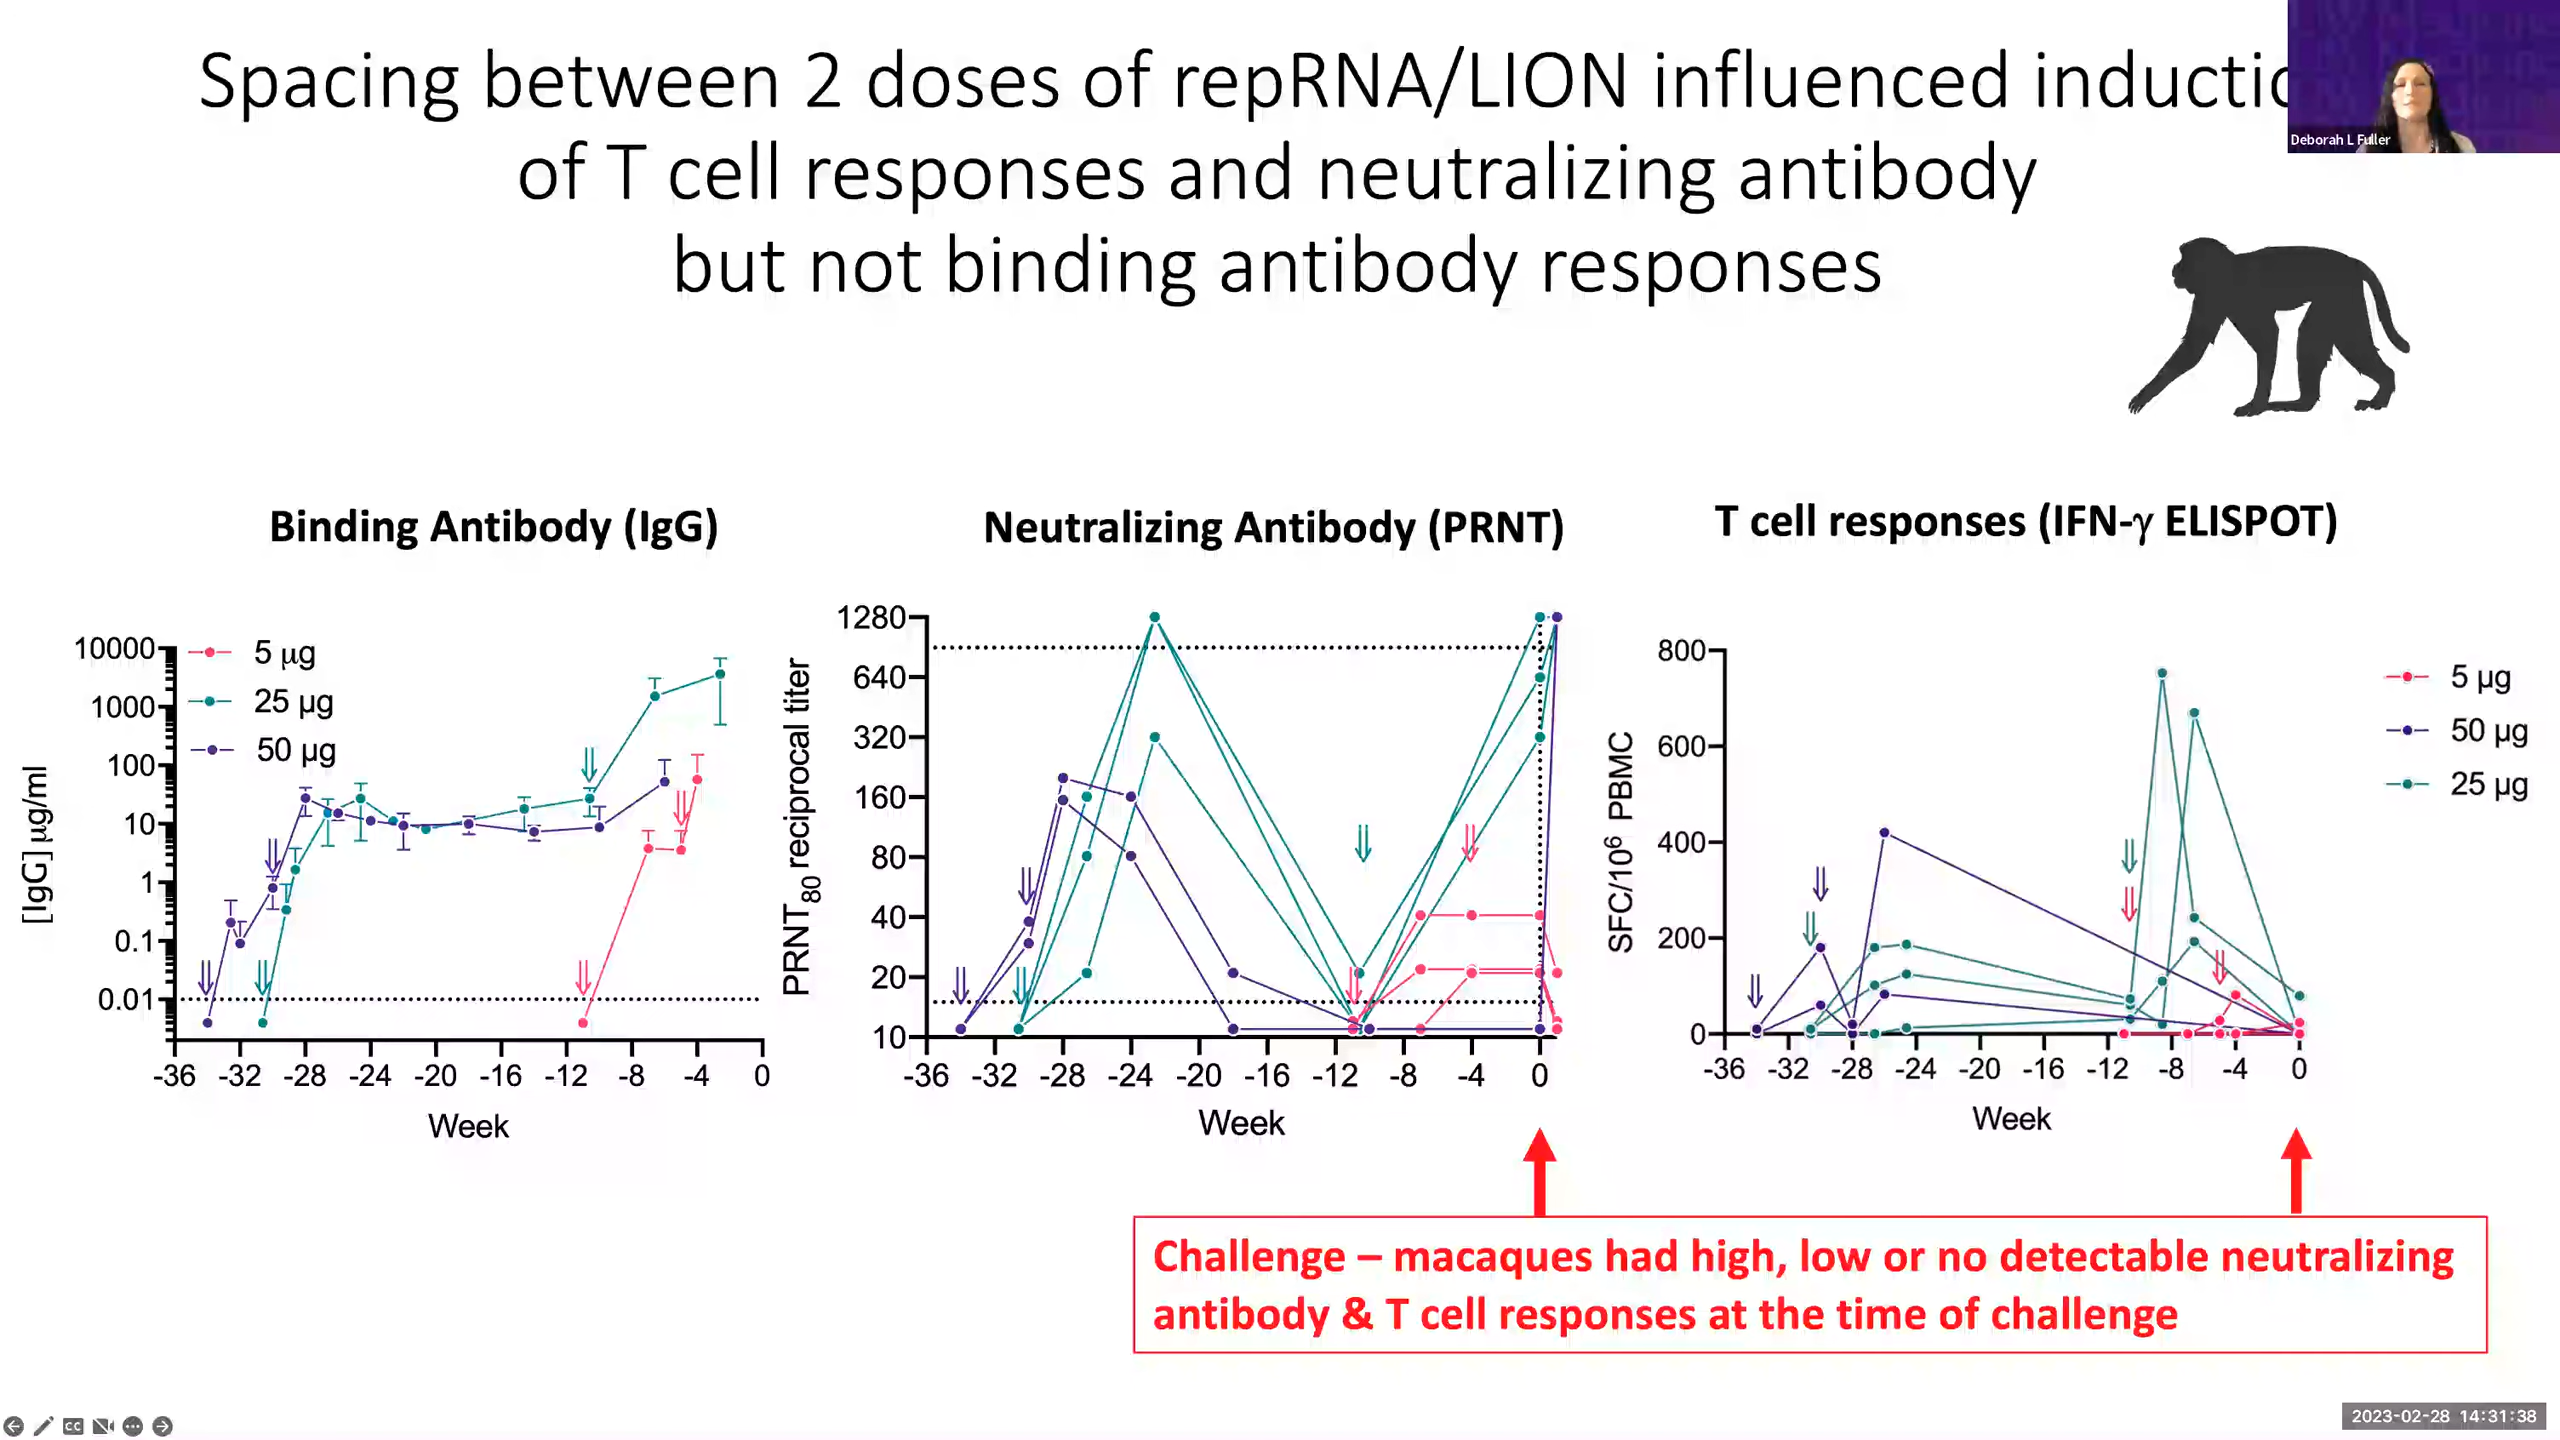 Spacing between 2 doses of repRNA/LION influenced inductio
of T cell responses and neutralizing antibody
but not binding antibody responses
Deborah L Fuller
Binding Antibody (IgG)
[IgG] µg/ml
10000
1000
100
10
1
0.1
0.01
5 µg
25 µg
50 µg
-36 -32 -28 -24 -20 -16 -12 -8 -4 0
Week
Neutralizing Antibody (PRNT)
PRNT80 reciprocal titer
1280
640
320
160
80
40
20
10
-36 -32 -28 -24 -20 -16 -12 -8 -4 0
Week
T cell responses (IFN-γ ELISPOT)
SFC/10⁶ PBMC
800
600
400
200
0
-36 -32 -28 -24 -20 -16 -12 -8 -4 0
Week
5 µg
50 µg
25 µg
Challenge – macaques had high, low or no detectable neutralizing
antibody & T cell responses at the time of challenge
CC
2023-02-28 14:31:38